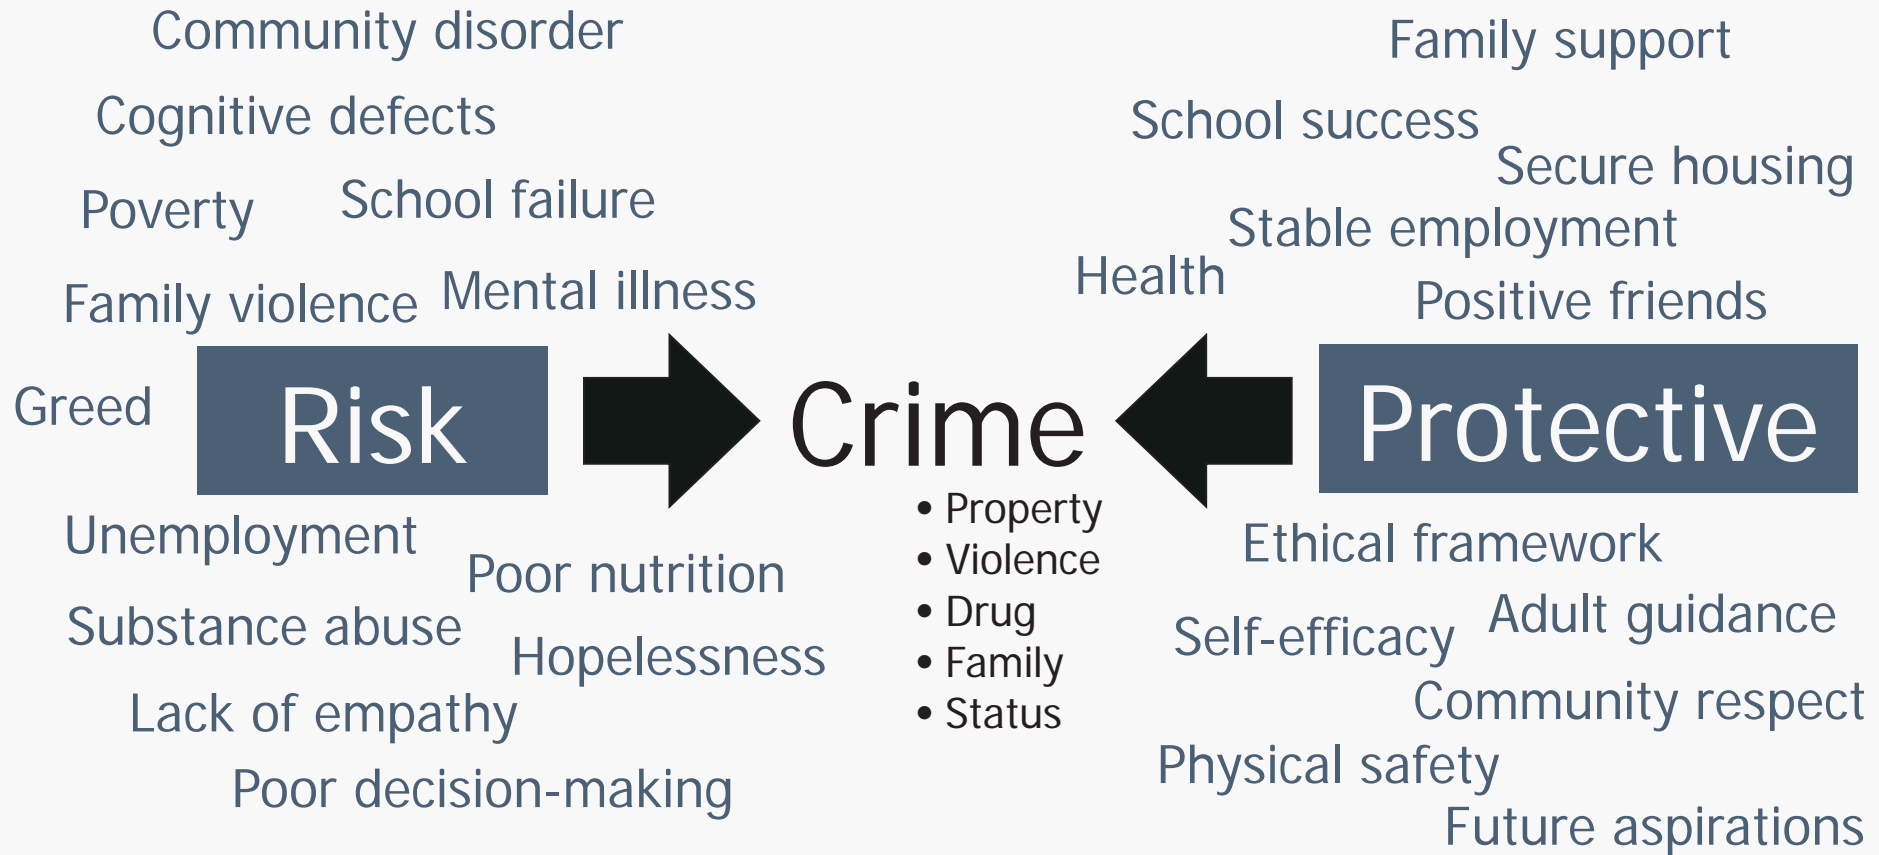 Community disorder
Cognitive defects
Poverty
School failure
Family violence
Mental illness
Greed
Risk
Unemployment
Poor nutrition
Substance abuse
Hopelessness
Lack of empathy
Poor decision-making
Crime
• Property
• Violence
• Drug
• Family
• Status
Family support
School success
Secure housing
Stable employment
Health
Positive friends
Protective
Ethical framework
Adult guidance
Self-efficacy
Community respect
Physical safety
Future aspirations